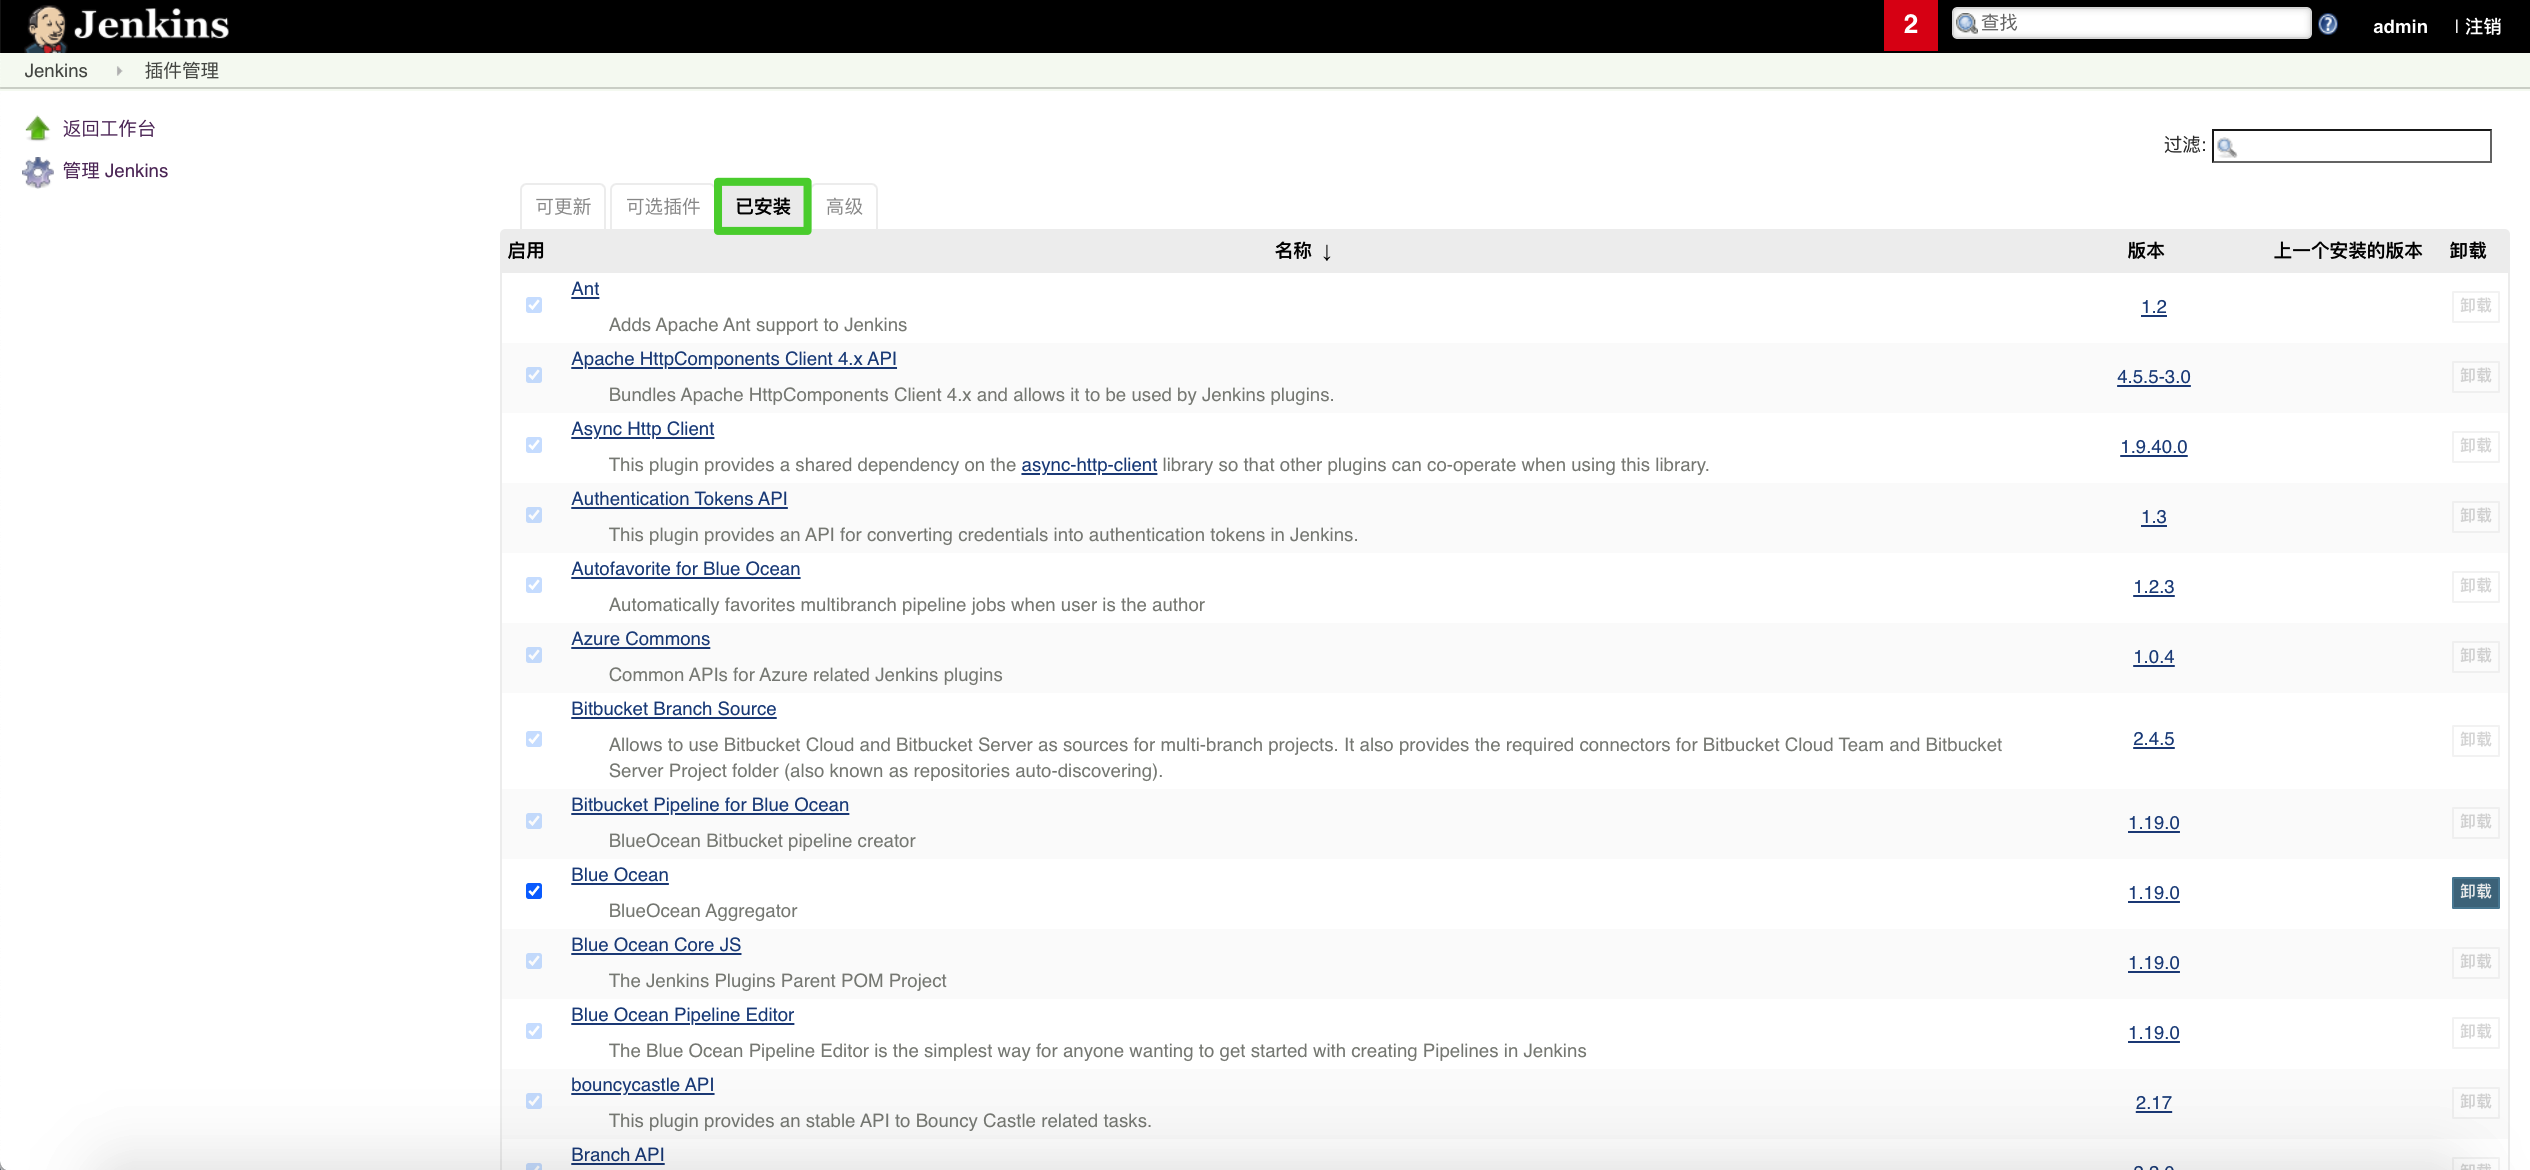 Jenkins
2
查找
admin
| 注销
Jenkins
插件管理
返回工作台
管理 Jenkins
过滤:
可更新
可选插件
已安装
高级
启用 名称 ↓ 版本 上一个安装的版本 卸载
Ant
Adds Apache Ant support to Jenkins
1.2
卸载
Apache HttpComponents Client 4.x API
Bundles Apache HttpComponents Client 4.x and allows it to be used by Jenkins plugins.
4.5.5-3.0
卸载
Async Http Client
This plugin provides a shared dependency on the async-http-client library so that other plugins can co-operate when using this library.
1.9.40.0
卸载
Authentication Tokens API
This plugin provides an API for converting credentials into authentication tokens in Jenkins.
1.3
卸载
Autofavorite for Blue Ocean
Automatically favorites multibranch pipeline jobs when user is the author
1.2.3
卸载
Azure Commons
Common APIs for Azure related Jenkins plugins
1.0.4
卸载
Bitbucket Branch Source
Allows to use Bitbucket Cloud and Bitbucket Server as sources for multi-branch projects. It also provides the required connectors for Bitbucket Cloud Team and Bitbucket
Server Project folder (also known as repositories auto-discovering).
2.4.5
卸载
Bitbucket Pipeline for Blue Ocean
BlueOcean Bitbucket pipeline creator
1.19.0
卸载
Blue Ocean
BlueOcean Aggregator
1.19.0
卸载
Blue Ocean Core JS
The Jenkins Plugins Parent POM Project
1.19.0
卸载
Blue Ocean Pipeline Editor
The Blue Ocean Pipeline Editor is the simplest way for anyone wanting to get started with creating Pipelines in Jenkins
1.19.0
卸载
bouncycastle API
This plugin provides an stable API to Bouncy Castle related tasks.
2.17
卸载
Branch API